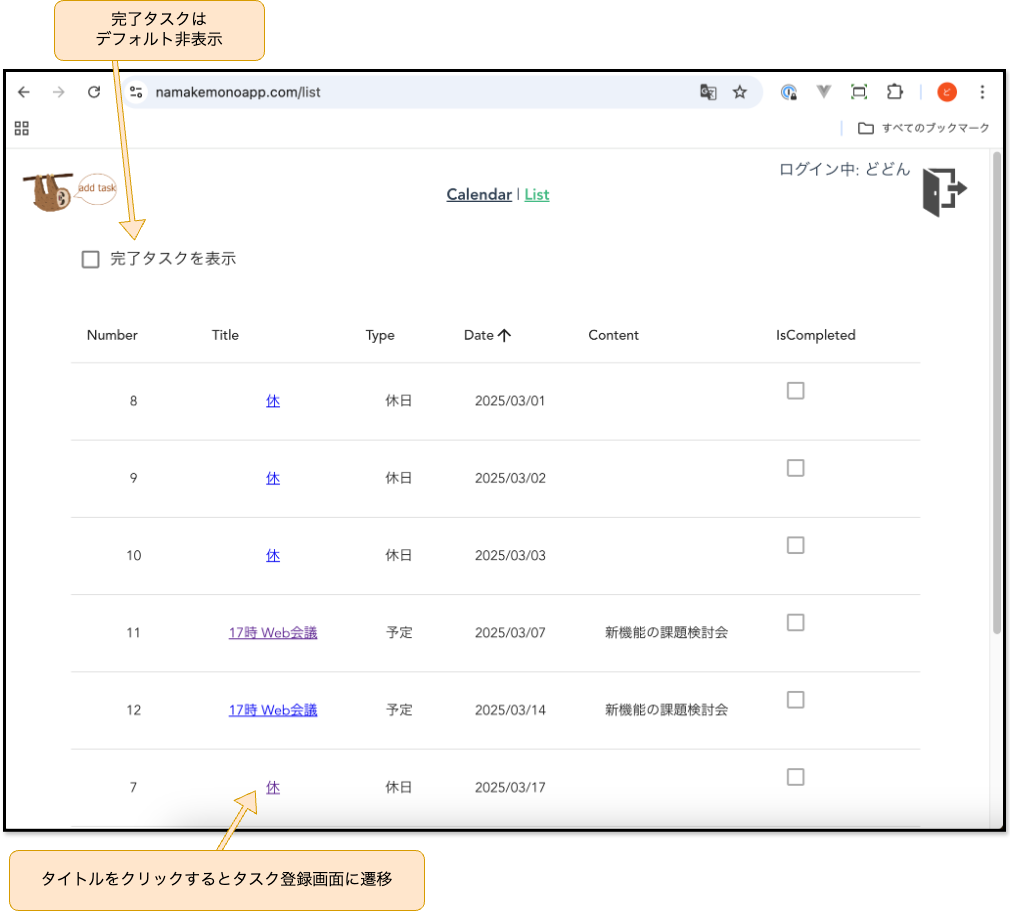 完了タスクは
デフォルト非表示
namakemonoapp.com/list
ビ
すべてのブックマーク
add task
Calendar | List
ログイン中: どどん
完了タスクを表示
Number Title Type Date↑ Content IsCompleted
8 休 休日 2025/03/01
9 休 休日 2025/03/02
10 休 休日 2025/03/03
11 17時 Web会議 予定 2025/03/07 新機能の課題検討会
12 17時 Web会議 予定 2025/03/14 新機能の課題検討会
7 休 休日 2025/03/17
タイトルをクリックするとタスク登録画面に遷移